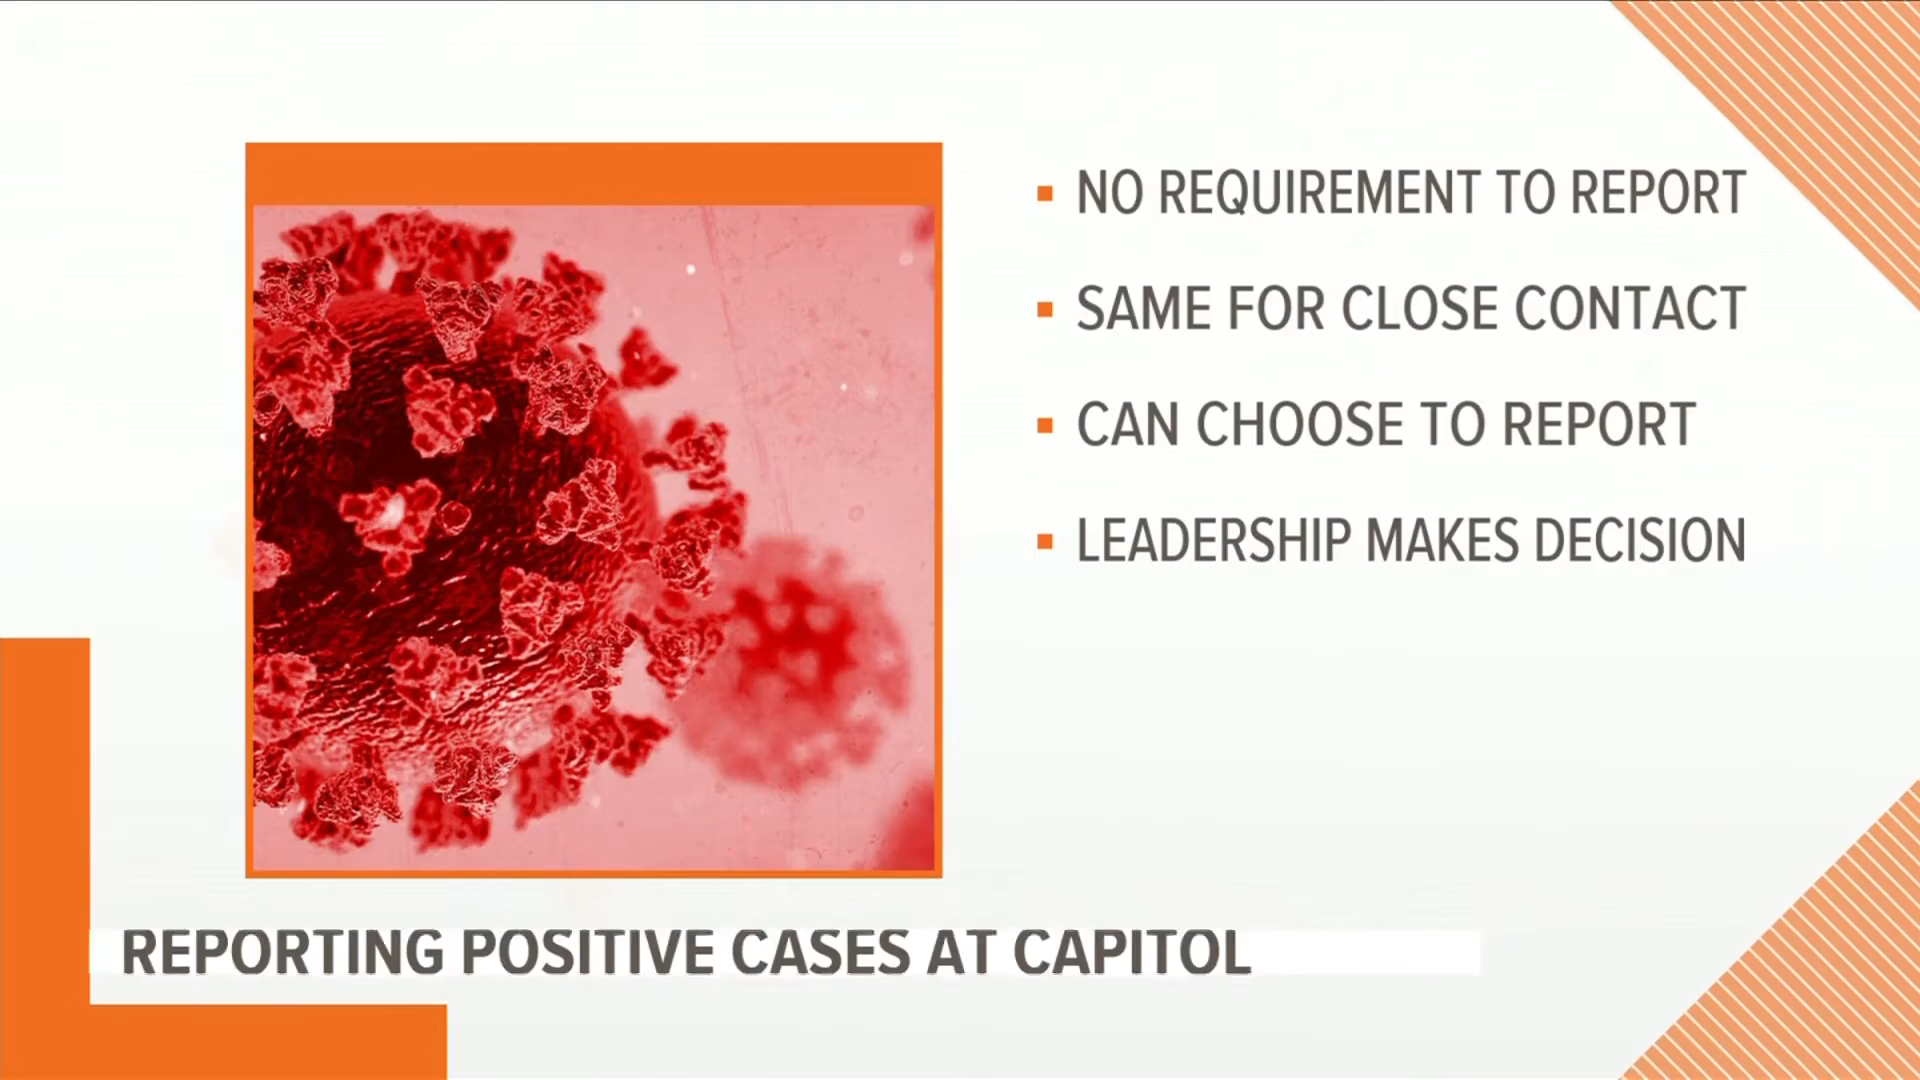 NO REQUIREMENT TO REPORT
SAME FOR CLOSE CONTACT
CAN CHOOSE TO REPORT
LEADERSHIP MAKES DECISION
REPORTING POSITIVE CASES AT CAPITOL